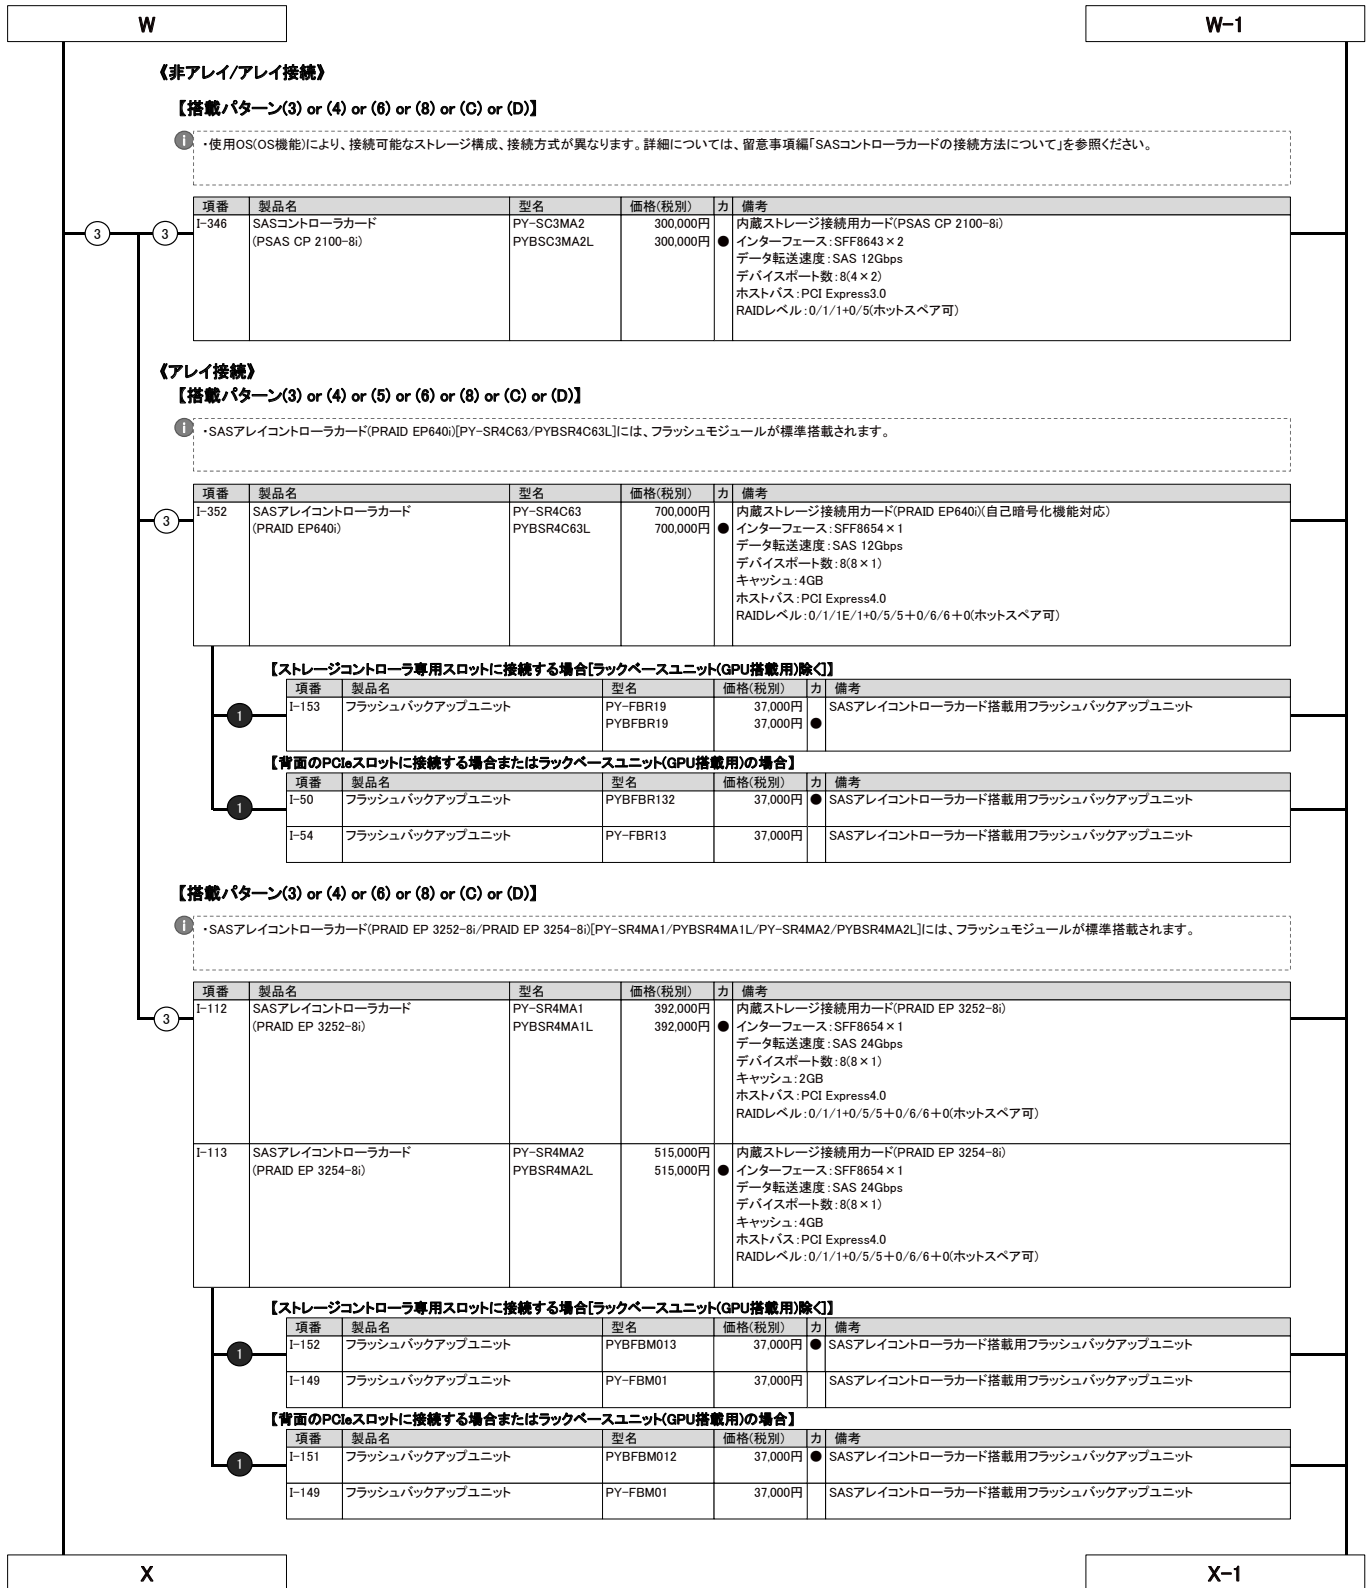 W
W-1
《非アレイ/アレイ接続》
【搭載パターン(3) or (4) or (6) or (8) or (C) or (D)】
i
・使用OS(OS機能)により、接続可能なストレージ構成、接続方式が異なります。詳細については、留意事項編「SASコントローラカードの接続方法について」を参照ください。
項番 製品名 型名 価格(税別) カ 備考
3 3 I-346 SASコントローラカード PY-SC3MA2 300,000円 内蔵ストレージ接続用カード(PSAS CP 2100-8i)
(PSAS CP 2100-8i) PYBSC3MA2L 300,000円 ● インターフェース:SFF8643×2
データ転送速度:SAS 12Gbps
デバイスポート数:8(4×2)
ホストバス:PCI Express3.0
RAIDレベル:0/1/1+0/5(ホットスペア可)
《アレイ接続》
【搭載パターン(3) or (4) or (5) or (6) or (8) or (C) or (D)】
i
・SASアレイコントローラカード(PRAID EP640i)[PY-SR4C63/PYBSR4C63L]には、フラッシュモジュールが標準搭載されます。
項番 製品名 型名 価格(税別) カ 備考
3 I-352 SASアレイコントローラカード PY-SR4C63 700,000円 内蔵ストレージ接続用カード(PRAID EP640i)(自己暗号化機能対応)
(PRAID EP640i) PYBSR4C63L 700,000円 ● インターフェース:SFF8654×1
データ転送速度:SAS 12Gbps
デバイスポート数:8(8×1)
キャッシュ:4GB
ホストバス:PCI Express4.0
RAIDレベル:0/1/1E/1+0/5/5+0/6/6+0(ホットスペア可)
【ストレージコントローラ専用スロットに接続する場合[ラックベースユニット(GPU搭載用)除く]】
項番 製品名 型名 価格(税別) カ 備考
1 I-153 フラッシュバックアップユニット PY-FBR19 37,000円 SASアレイコントローラカード搭載用フラッシュバックアップユニット
PYBFBR19 37,000円 ●
【背面のPCIeスロットに接続する場合またはラックベースユニット(GPU搭載用)の場合】
項番 製品名 型名 価格(税別) カ 備考
1 I-50 フラッシュバックアップユニット PYBFBR132 37,000円 ● SASアレイコントローラカード搭載用フラッシュバックアップユニット
I-54 フラッシュバックアップユニット PY-FBR13 37,000円 SASアレイコントローラカード搭載用フラッシュバックアップユニット
【搭載パターン(3) or (4) or (6) or (8) or (C) or (D)】
i
・SASアレイコントローラカード(PRAID EP 3252-8i/PRAID EP 3254-8i)[PY-SR4MA1/PYBSR4MA1L/PY-SR4MA2/PYBSR4MA2L]には、フラッシュモジュールが標準搭載されます。
項番 製品名 型名 価格(税別) カ 備考
3 I-112 SASアレイコントローラカード PY-SR4MA1 392,000円 内蔵ストレージ接続用カード(PRAID EP 3252-8i)
(PRAID EP 3252-8i) PYBSR4MA1L 392,000円 ● インターフェース:SFF8654×1
データ転送速度:SAS 24Gbps
デバイスポート数:8(8×1)
キャッシュ:2GB
ホストバス:PCI Express4.0
RAIDレベル:0/1/1+0/5/5+0/6/6+0(ホットスペア可)
I-113 SASアレイコントローラカード PY-SR4MA2 515,000円 内蔵ストレージ接続用カード(PRAID EP 3254-8i)
(PRAID EP 3254-8i) PYBSR4MA2L 515,000円 ● インターフェース:SFF8654×1
データ転送速度:SAS 24Gbps
デバイスポート数:8(8×1)
キャッシュ:4GB
ホストバス:PCI Express4.0
RAIDレベル:0/1/1+0/5/5+0/6/6+0(ホットスペア可)
【ストレージコントローラ専用スロットに接続する場合[ラックベースユニット(GPU搭載用)除く]】
項番 製品名 型名 価格(税別) カ 備考
1 I-152 フラッシュバックアップユニット PYBFBM013 37,000円 ● SASアレイコントローラカード搭載用フラッシュバックアップユニット
I-149 フラッシュバックアップユニット PY-FBM01 37,000円 SASアレイコントローラカード搭載用フラッシュバックアップユニット
【背面のPCIeスロットに接続する場合またはラックベースユニット(GPU搭載用)の場合】
項番 製品名 型名 価格(税別) カ 備考
1 I-151 フラッシュバックアップユニット PYBFBM012 37,000円 ● SASアレイコントローラカード搭載用フラッシュバックアップユニット
I-149 フラッシュバックアップユニット PY-FBM01 37,000円 SASアレイコントローラカード搭載用フラッシュバックアップユニット
X
X-1